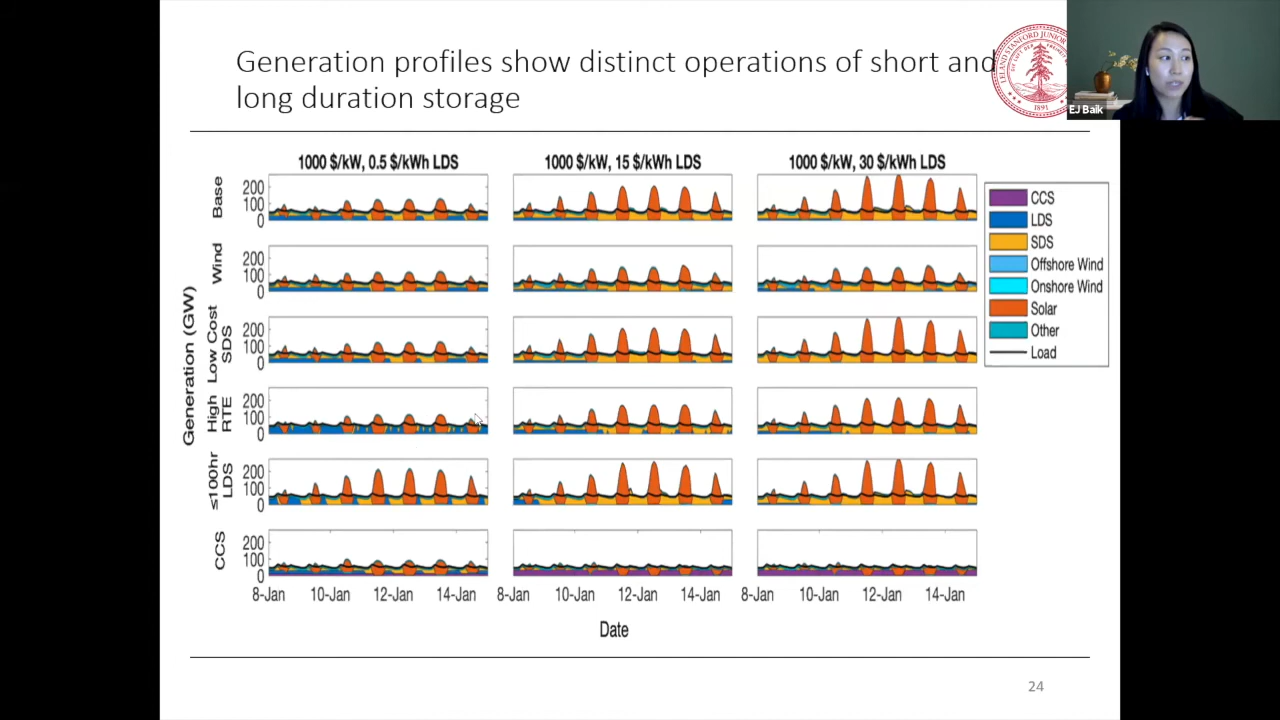 Generation profiles show distinct operations of short and
long duration storage
LELAND STANFORD JUNIOR
1891
EJ Baik
1000 $/kW, 0.5 $/kWh LDS
1000 $/kW, 15 $/kWh LDS
1000 $/kW, 30 $/kWh LDS
Generation (GW)
Base
200
100
0
Wind
200
100
0
Low Cost
SDS
200
100
0
High
RTE
200
100
0
≤100hr
LDS
200
100
0
CCS
200
100
0
8-Jan 10-Jan 12-Jan 14-Jan
8-Jan 10-Jan 12-Jan 14-Jan
8-Jan 10-Jan 12-Jan 14-Jan
Date
CCS
LDS
SDS
Offshore Wind
Onshore Wind
Solar
Other
Load
24